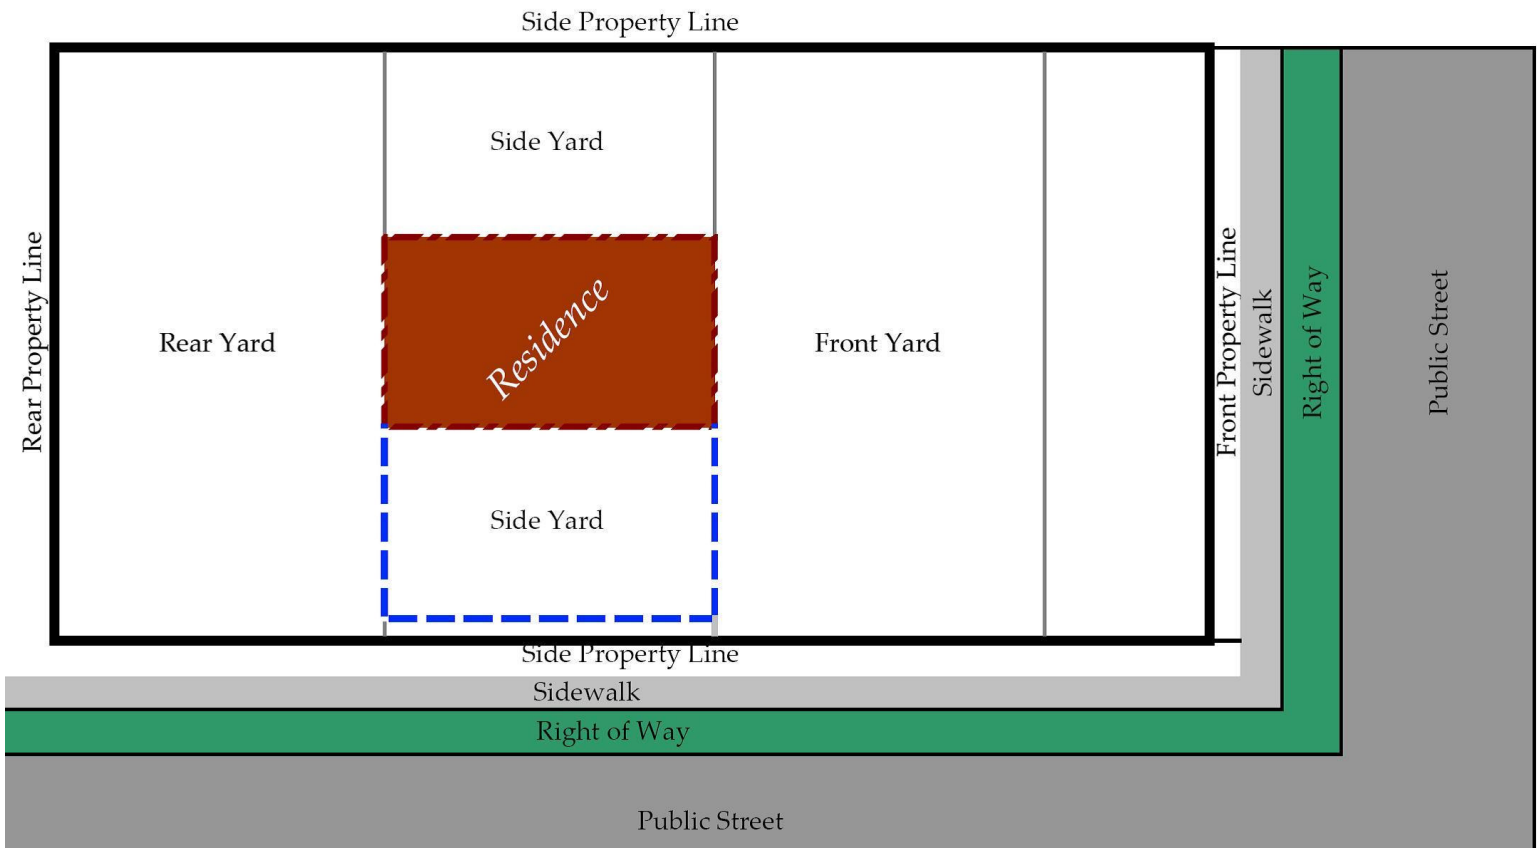 Side Property Line
Side Yard
Rear Property Line
Rear Yard
Residence
Front Yard
Front Property Line
Sidewalk
Right of Way
Public Street
Side Yard
Side Property Line
Sidewalk
Right of Way
Public Street